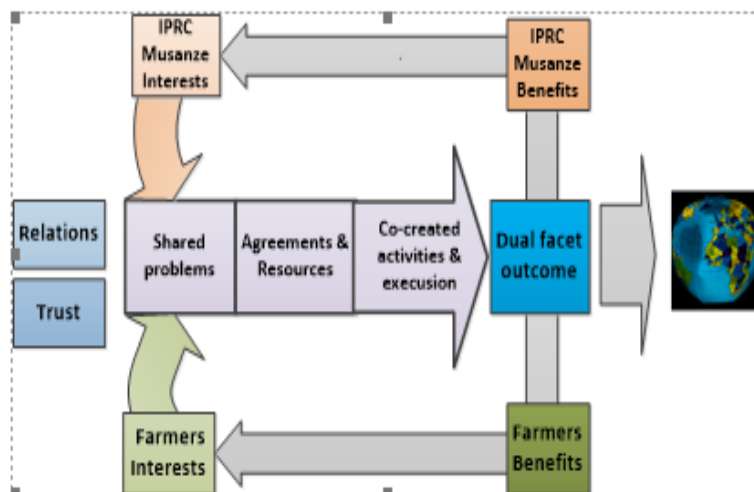 IPRC
Musanze
Interests
IPRC
Musanze
Benefits
Relations
Trust
Shared
problems
Agreements &
Resources
Co-created
activities &
execusion
Dual facet
outcome
Farmers
Interests
Farmers
Benefits